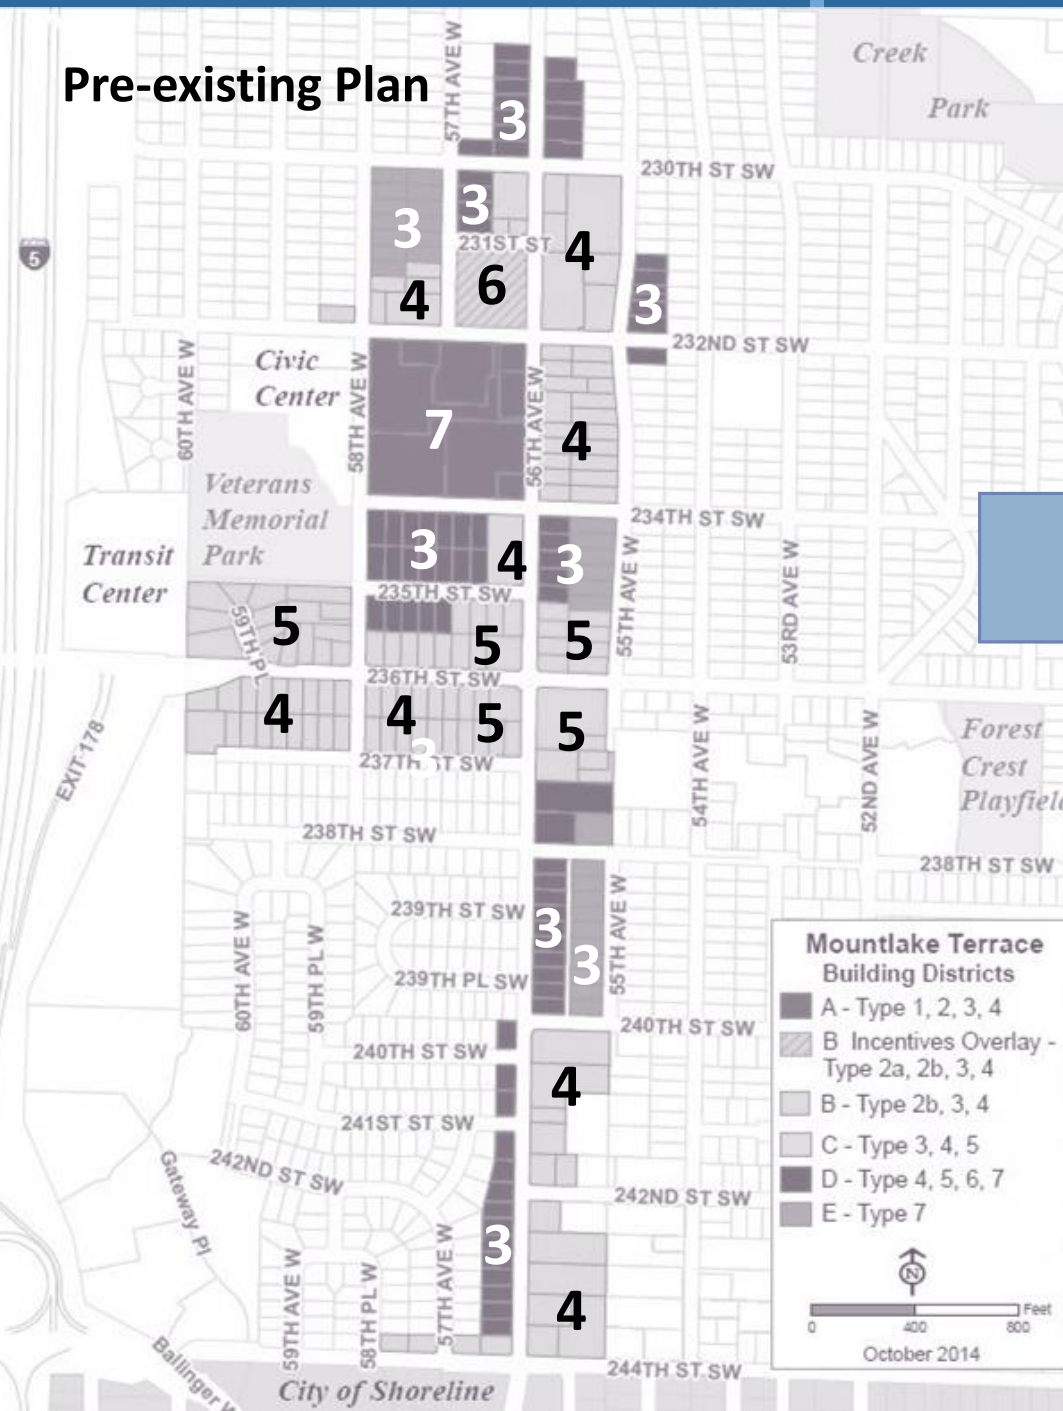 Creek
Park
Pre-existing Plan
57TH AVE W
3
230TH ST SW
3
3
231ST ST
4
5
4
6
3
232ND ST SW
Civic
Center
60TH AVE W
58TH AVE W
7
56TH AVE W
4
Veterans
Memorial
Park
234TH ST SW
Transit
Center
3
4
3
55TH AVE W
53RD AVE W
235TH ST SW
59TH PL
5
5
5
236TH ST SW
4
4
5
5
3
237TH ST SW
EXIT 178
54TH AVE W
52ND AVE W
Forest
Crest
Playfield
238TH ST SW
238TH ST SW
239TH ST SW
3
3
55TH AVE W
60TH AVE W
59TH PL W
239TH PL SW
240TH ST SW
240TH ST SW
4
241ST ST SW
242ND ST SW
Gateway Pl
242ND ST SW
3
57TH AVE W
59TH AVE W
58TH PL W
4
Ballinger W
244TH ST SW
City of Shoreline
Mountlake Terrace
Building Districts
A - Type 1, 2, 3, 4
B Incentives Overlay -
Type 2a, 2b, 3, 4
B - Type 2b, 3, 4
C - Type 3, 4, 5
D - Type 4, 5, 6, 7
E - Type 7
N
Feet
0 400 800
October 2014